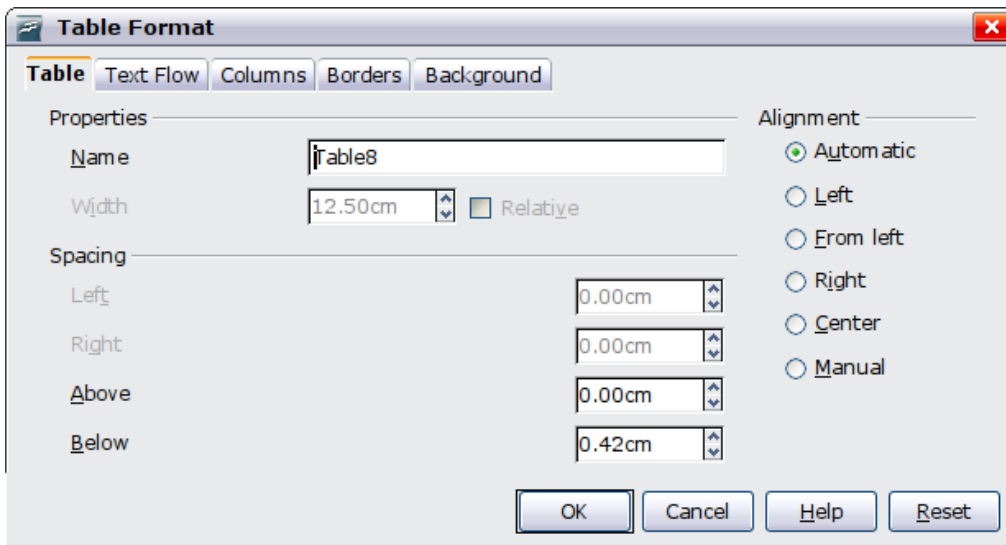 Table Format
Table Text Flow Columns Borders Background
Properties
Name Table8
Width 12.50cm Relative
Spacing
Left 0.00cm
Right 0.00cm
Above 0.00cm
Below 0.42cm
Alignment
Automatic
Left
From left
Right
Center
Manual
OK Cancel Help Reset